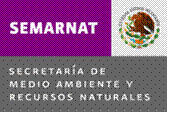 SEMARNAT
SECRETARÍA DE
MEDIO AMBIENTE Y
RECURSOS NATURALES